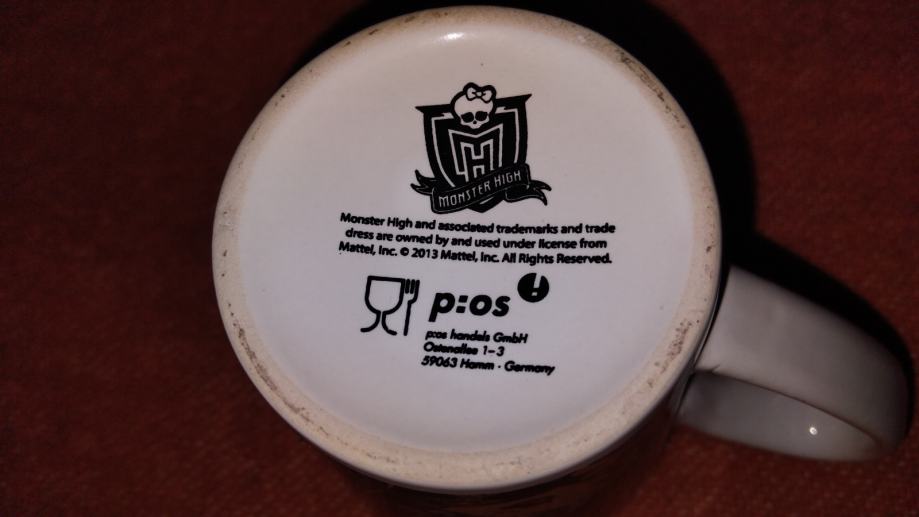 MH
MONSTER HIGH
Monster High and associated trademarks and trade
dress are owned by and used under license from
Mattel, Inc. © 2013 Mattel, Inc. All Rights Reserved.
p:os !
p:os handels GmbH
Ostenallee 1-3
59063 Hamm · Germany